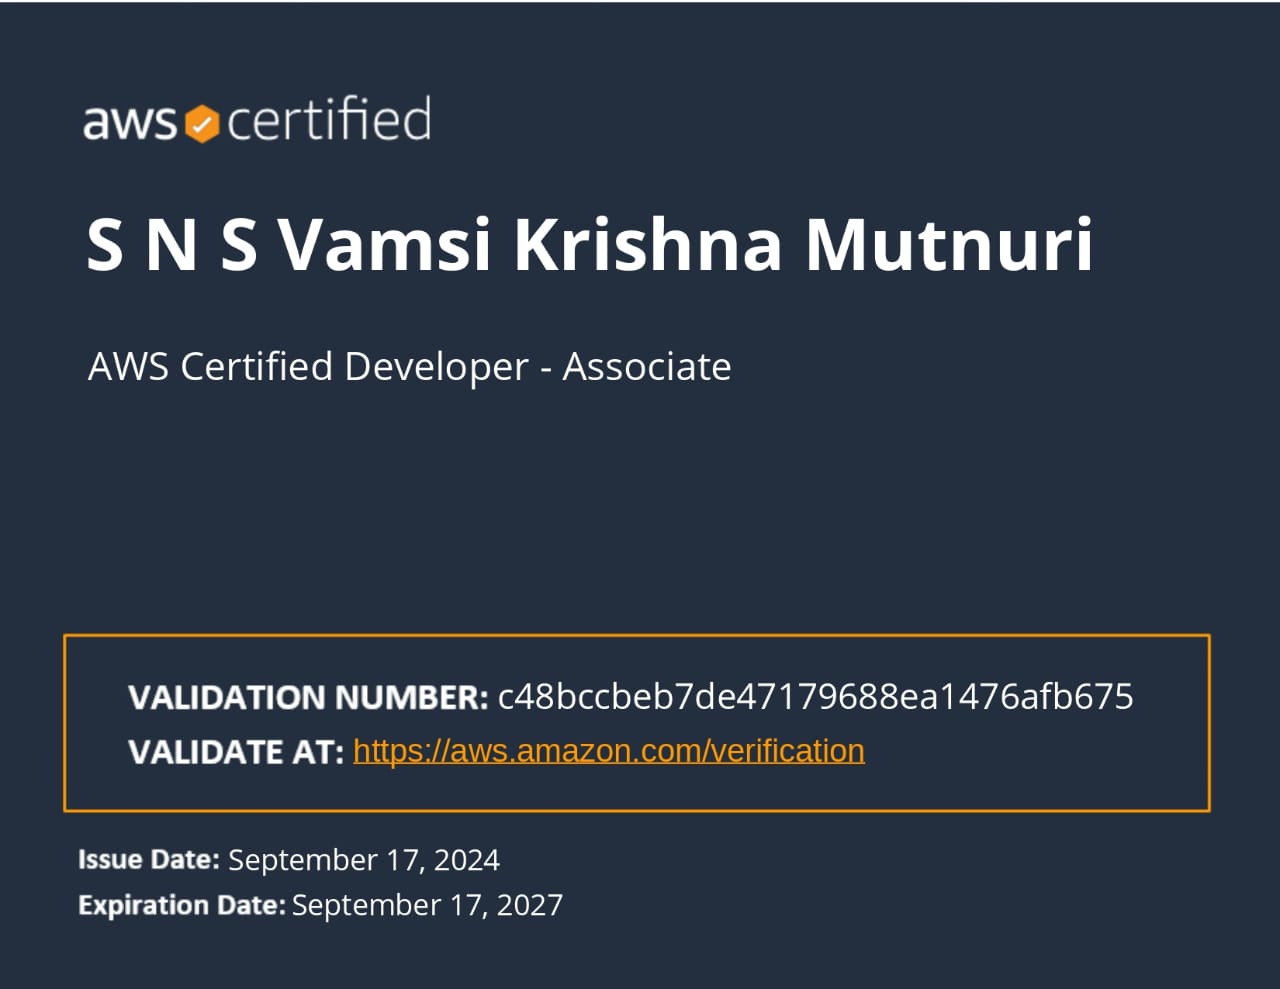 aws certified
S N S Vamsi Krishna Mutnuri
AWS Certified Developer - Associate
VALIDATION NUMBER: c48bccbeb7de47179688ea1476afb675
VALIDATE AT: https://aws.amazon.com/verification
Issue Date: September 17, 2024
Expiration Date: September 17, 2027